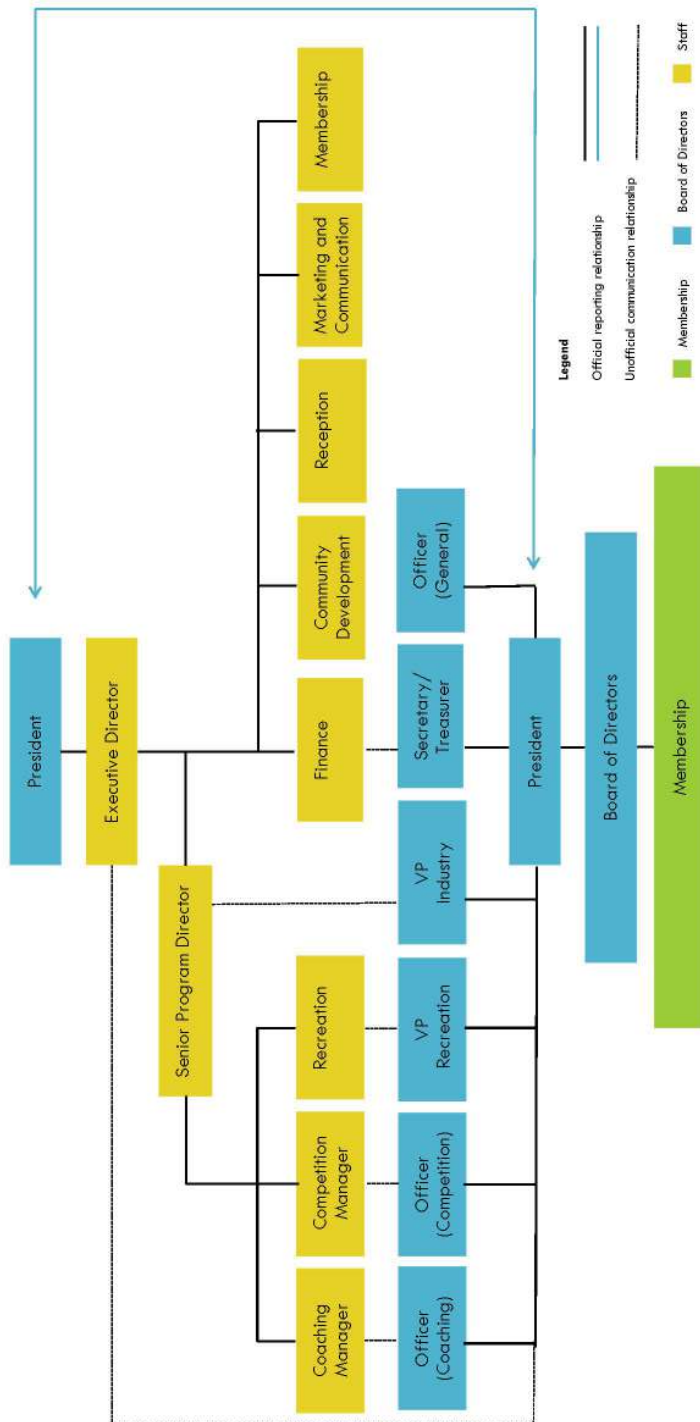 President
Executive Director
Senior Program Director
Coaching
Manager
Competition
Manager
Recreation
Finance
Community
Development
Reception
Marketing and
Communication
Membership
Officer
(Coaching)
Officer
(Competition)
VP
Recreation
VP
Industry
Secretary/
Treasurer
Officer
(General)
President
Board of Directors
Membership
Legend
Official reporting relationship
Unofficial communication relationship
Membership
Board of Directors
Staff